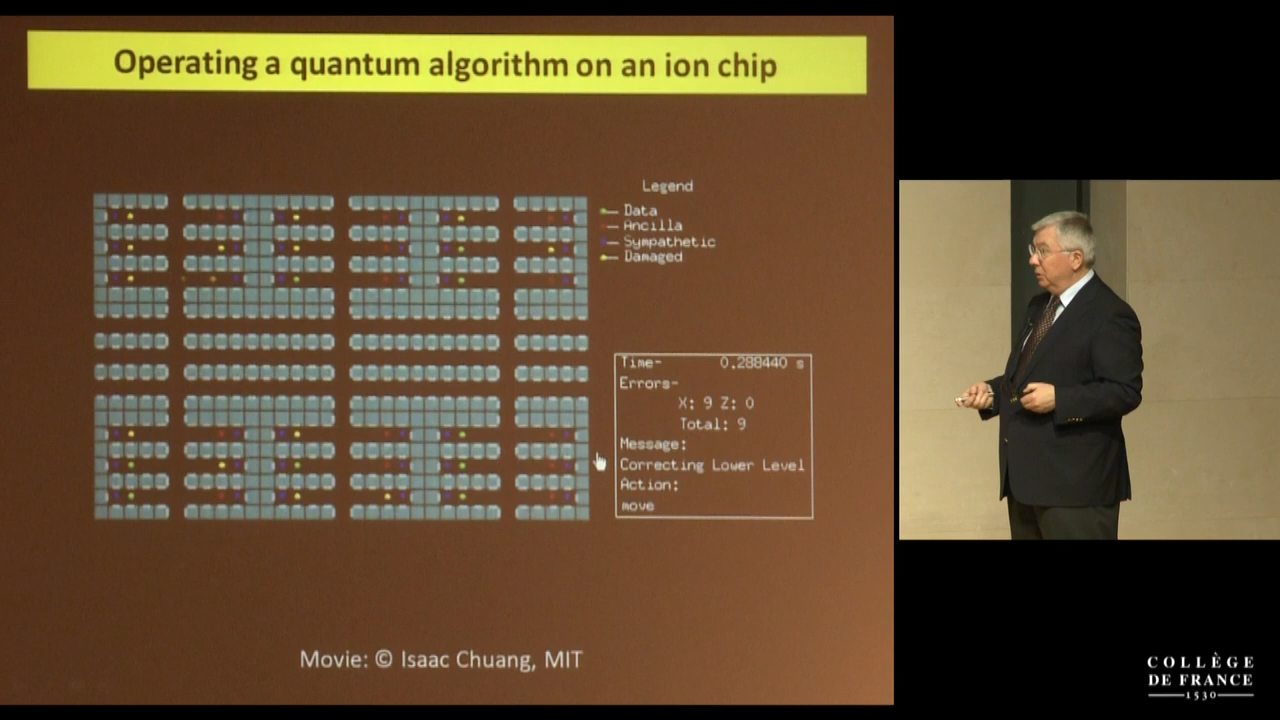 Operating a quantum algorithm on an ion chip
Legend
Data
Ancilla
Sympathetic
Damaged
Time- 0.288440 s
Errors-
X: 9 Z: 0
Total: 9
Message:
Correcting Lower Level
Action:
move
Movie: © Isaac Chuang, MIT
COLLÈGE
DE FRANCE
1530